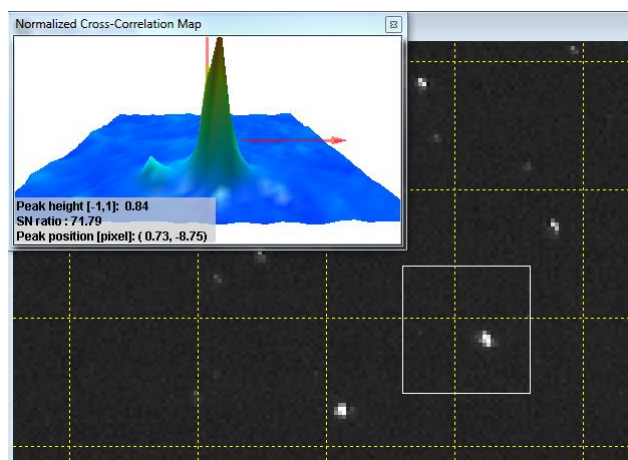 Normalized Cross-Correlation Map
Peak height [-1,1]: 0.84
SN ratio : 71.79
Peak position [pixel]: ( 0.73, -8.75)